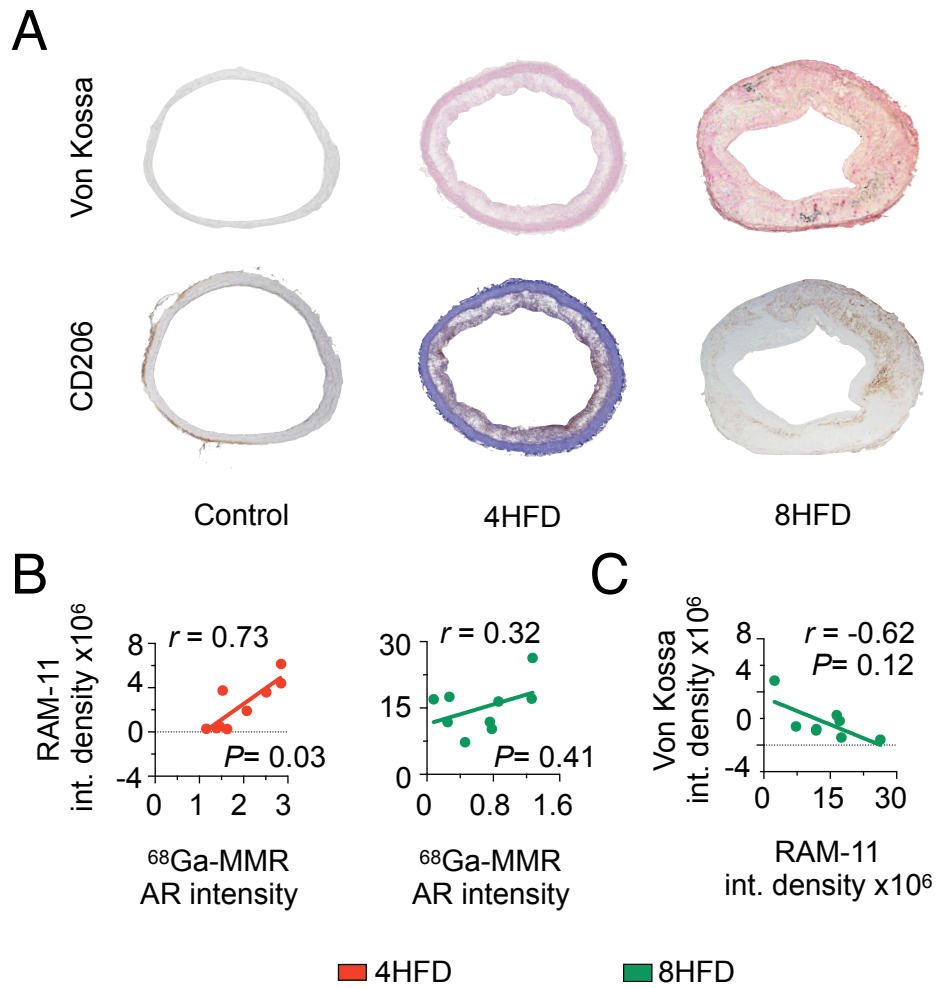 A
Von Kossa
CD206
Control
4HFD
8HFD
B
RAM-11
int. density x10⁶
8
4
0
-4
r = 0.73
P= 0.03
0
1
2
3
⁶⁸Ga-MMR
AR intensity
30
15
0
r = 0.32
P= 0.41
0
0.8
1.6
⁶⁸Ga-MMR
AR intensity
C
Von Kossa
int. density x10⁶
8
4
0
-4
r = -0.62
P= 0.12
0
15
30
RAM-11
int. density x10⁶
4HFD
8HFD